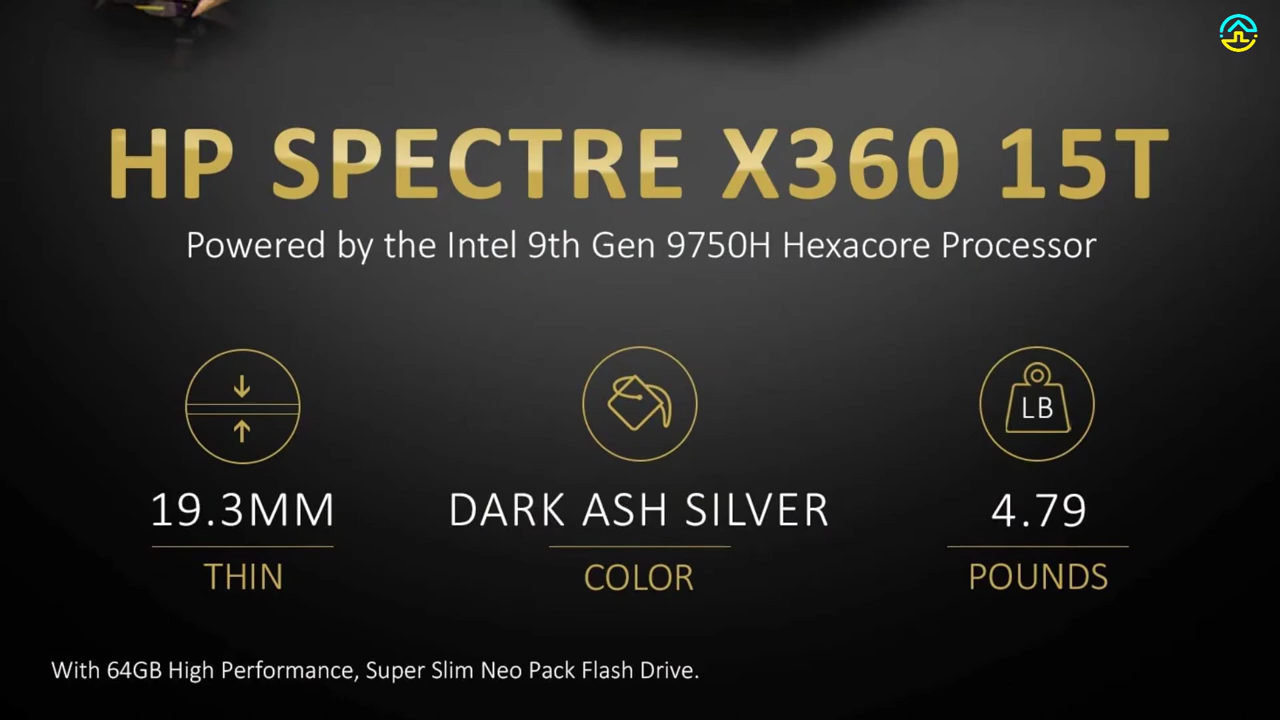 HP SPECTRE X360 15T
Powered by the Intel 9th Gen 9750H Hexacore Processor
LB
19.3MM
THIN
DARK ASH SILVER
COLOR
4.79
POUNDS
With 64GB High Performance, Super Slim Neo Pack Flash Drive.